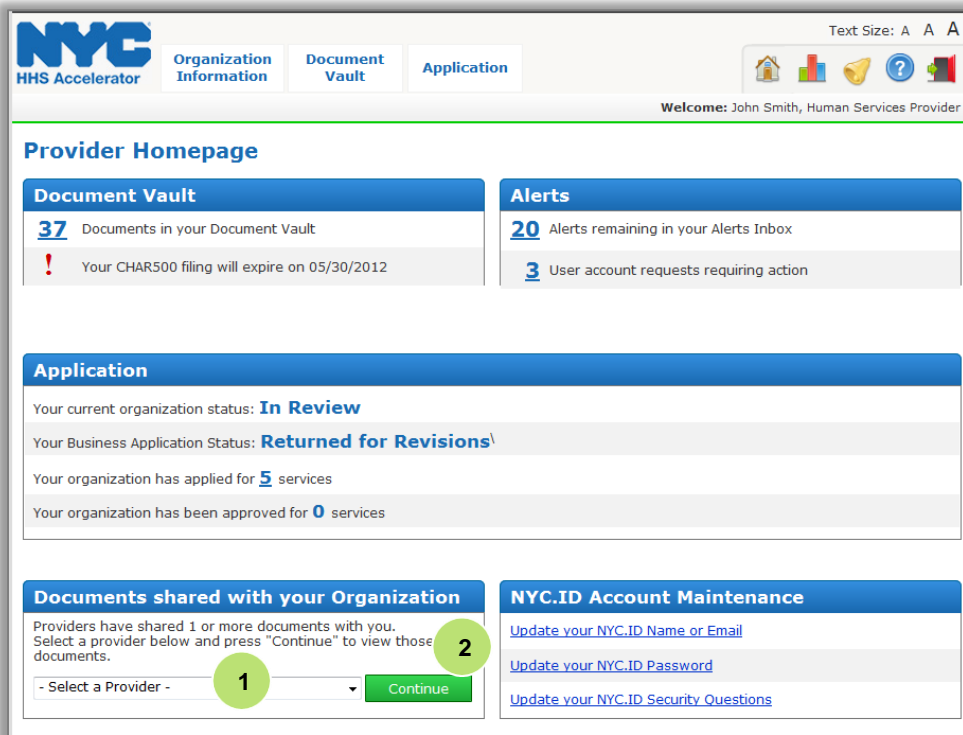 Text Size: A A A
NYC
HHS Accelerator
Organization Information
Document Vault
Application
Welcome: John Smith, Human Services Provider
Provider Homepage
Document Vault
37 Documents in your Document Vault
! Your CHAR500 filing will expire on 05/30/2012
Alerts
20 Alerts remaining in your Alerts Inbox
3 User account requests requiring action
Application
Your current organization status: In Review
Your Business Application Status: Returned for Revisions\
Your organization has applied for 5 services
Your organization has been approved for 0 services
Documents shared with your Organization
Providers have shared 1 or more documents with you.
Select a provider below and press "Continue" to view those
documents.
2
- Select a Provider -
1
Continue
NYC.ID Account Maintenance
Update your NYC.ID Name or Email
Update your NYC.ID Password
Update your NYC.ID Security Questions